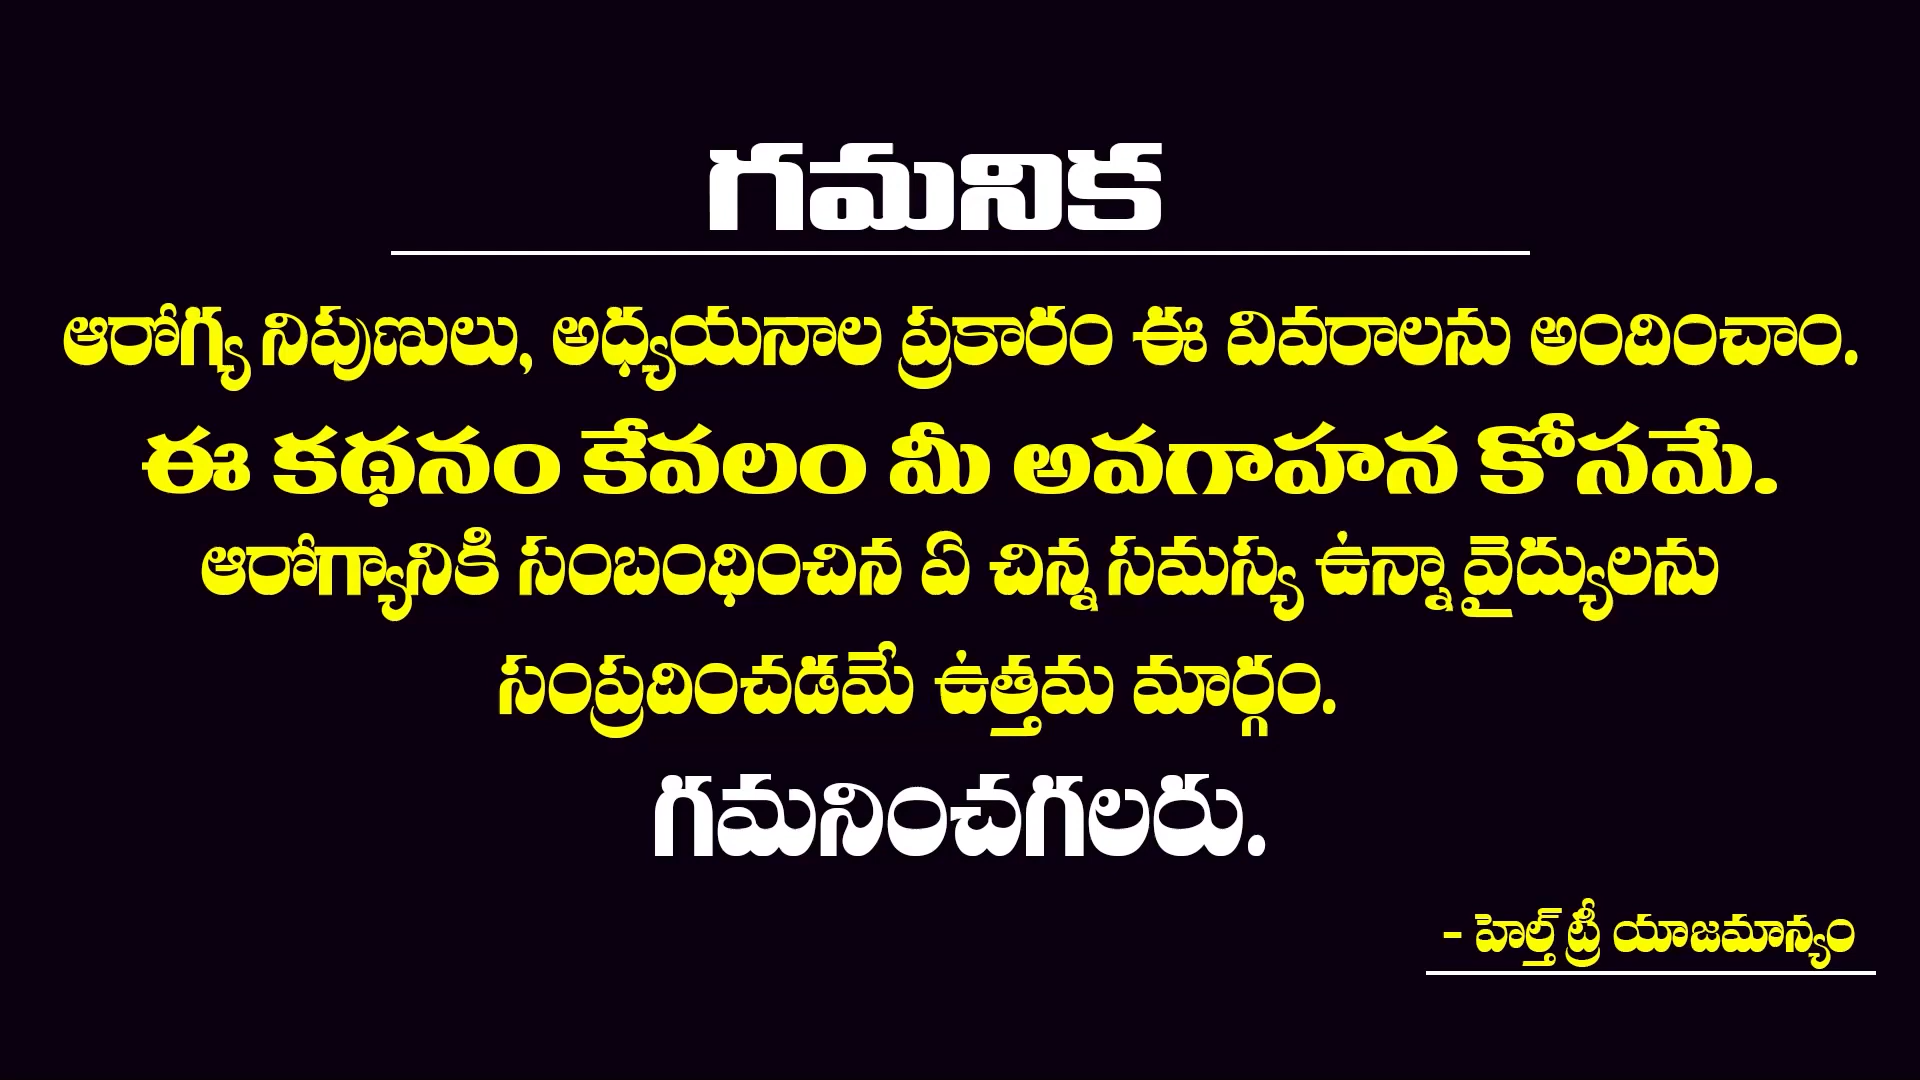 గమనిక
ఆరోగ్య నిపుణులు, అధ్యయనాల ప్రకారం ఈ వివరాలను అందించాం.
ఈ కథనం కేవలం మీ అవగాహన కోసమే.
ఆరోగ్యానికి సంబంధించిన ఏ చిన్న సమస్య ఉన్నా వైద్యులను
సంప్రదించడమే ఉత్తమ మార్గం.
గమనించగలరు.
- హెల్త్ ట్రీ యాజమాన్యం